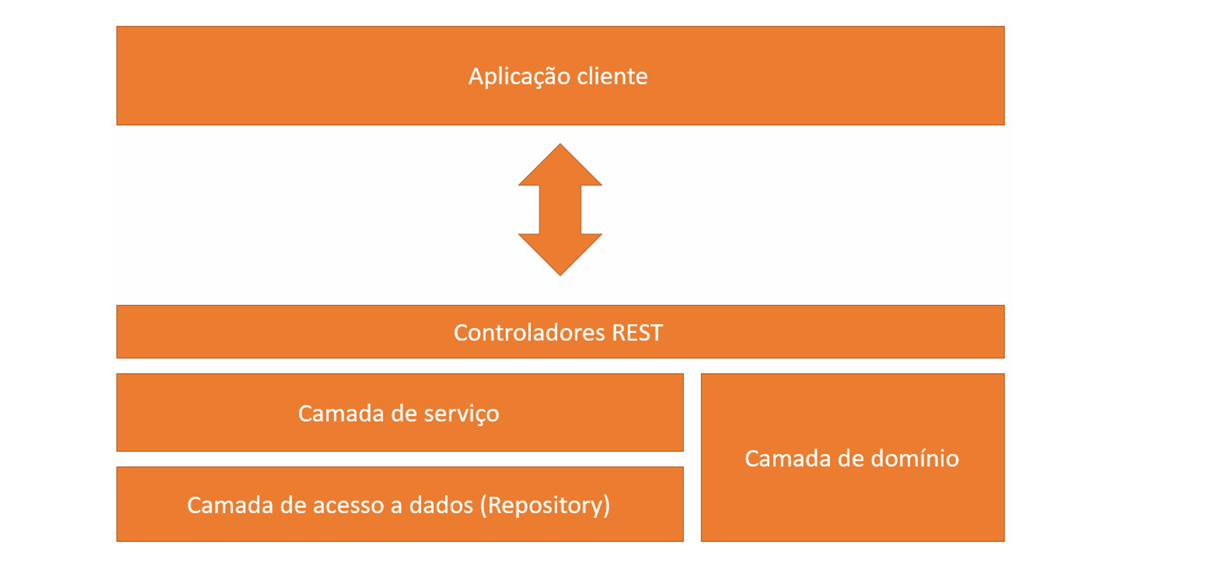 Aplicação cliente
Controladores REST
Camada de serviço
Camada de domínio
Camada de acesso a dados (Repository)